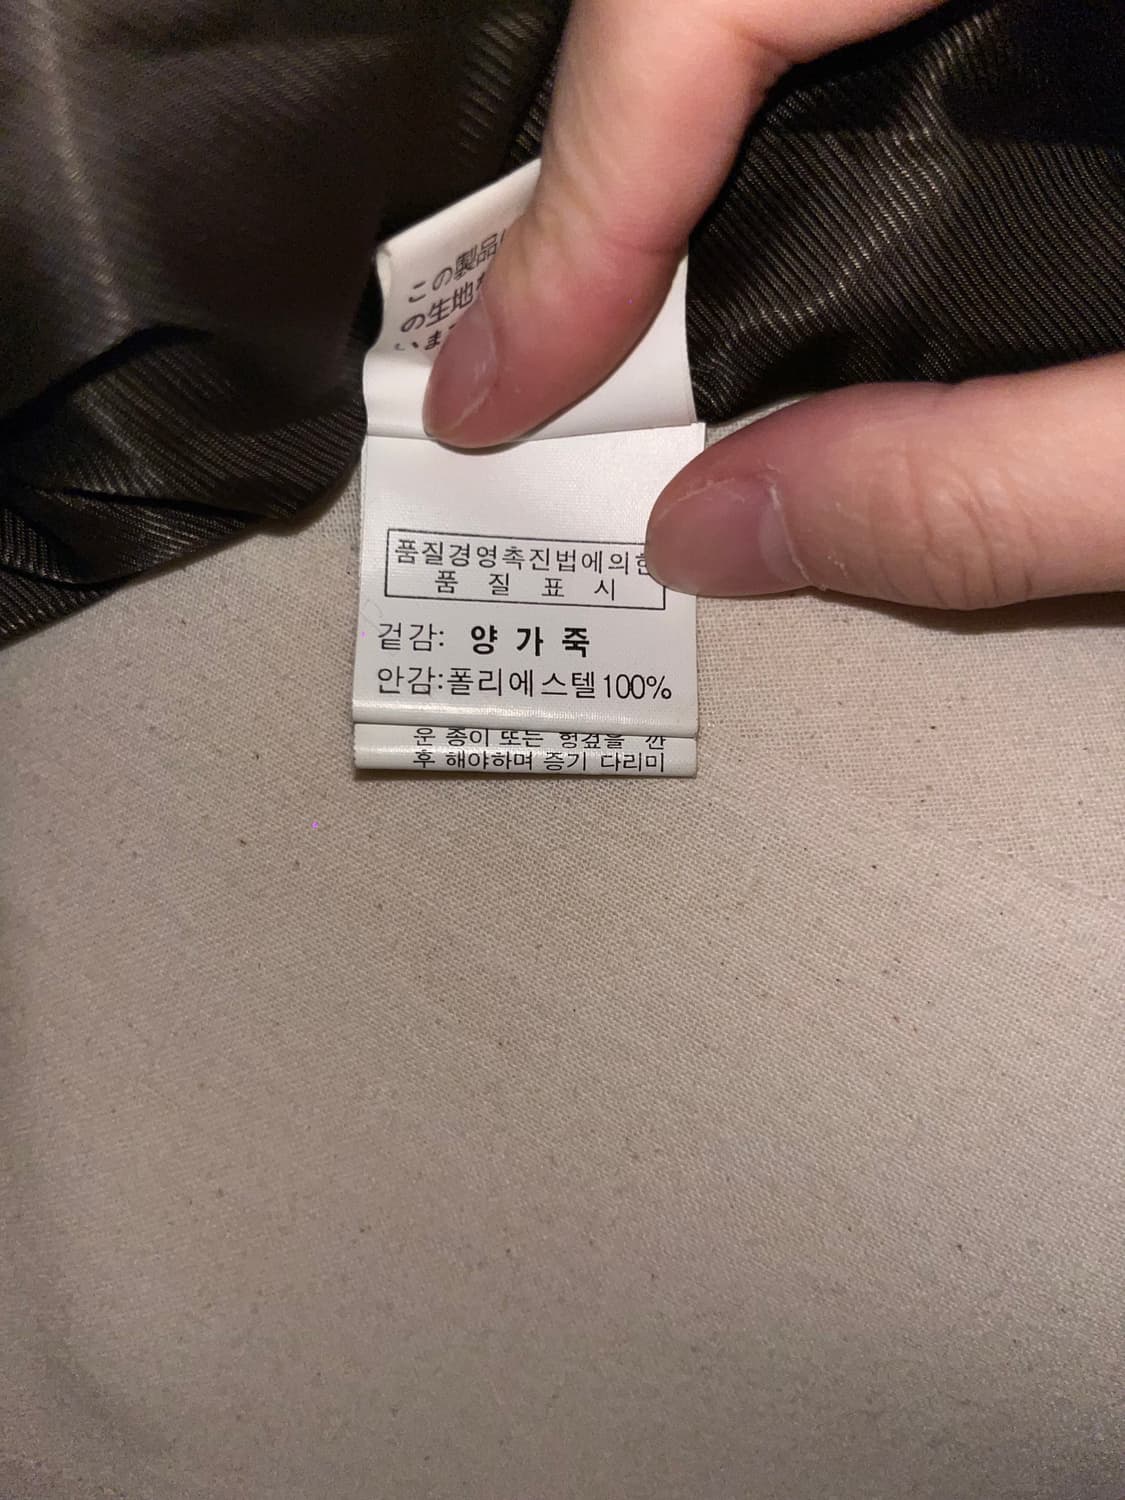 この製品
の生地
いま
품질경영촉진법에의한
품 질 표 시
겉감: 양 가 죽
안감:폴리에스텔100%
운 종이 또는 헝겊을 깐
후 해야하며 증기 다리미